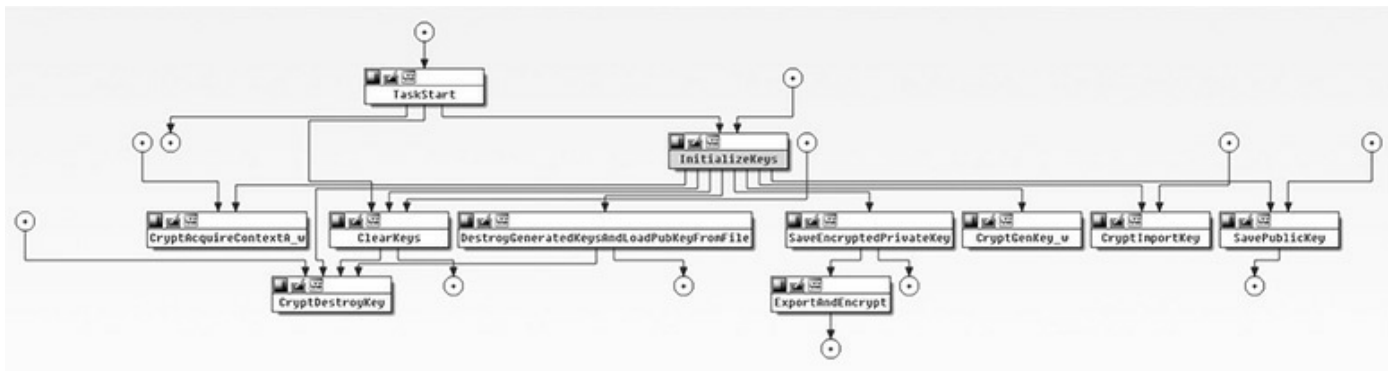 TaskStart
InitializeKeys
CryptAcquireContextA_w
ClearKeys
DestroyGeneratedKeysAndLoadPubKeyFromFile
SaveEncryptedPrivateKey
CryptGenKey_w
CryptImportKey
SavePublicKey
CryptDestroyKey
ExportAndEncrypt